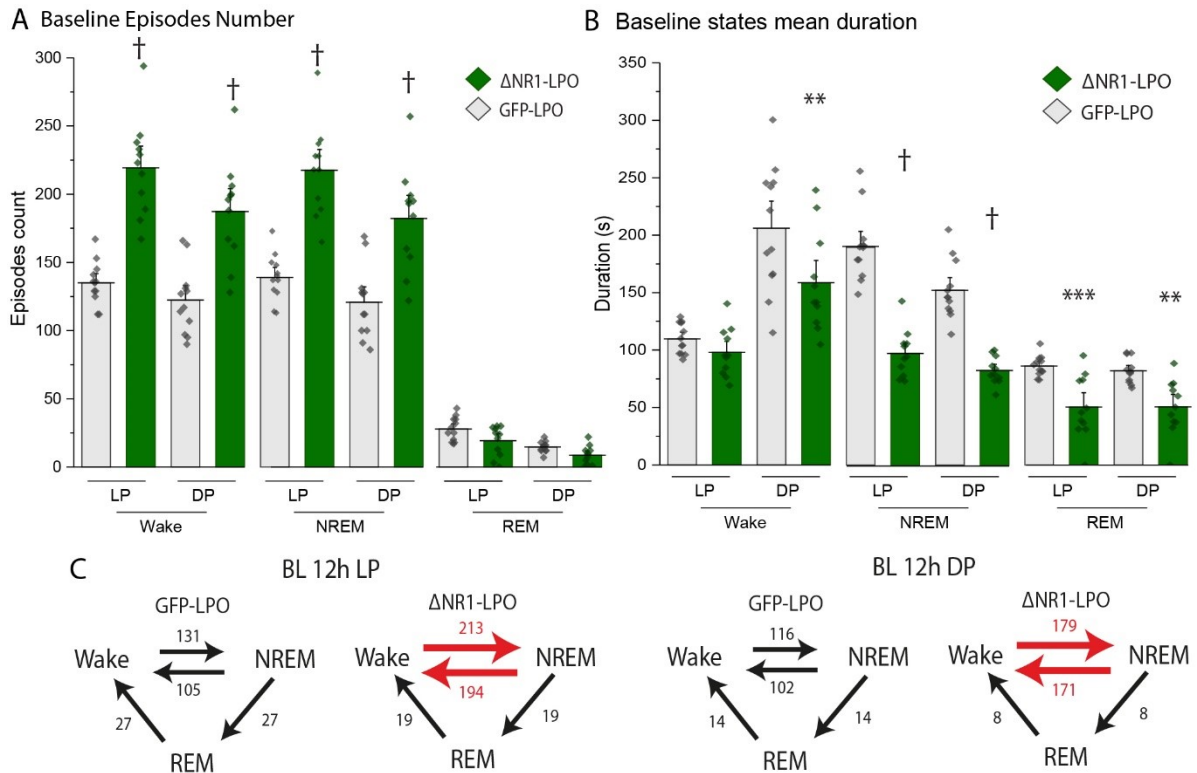 A Baseline Episodes Number
B Baseline states mean duration
300
250
200
150
100
50
0
Episodes count
† † † †
ΔNR1-LPO
GFP-LPO
LP DP LP DP LP DP
Wake NREM REM
350
300
250
200
150
100
50
0
Duration (s)
** † † *** **
ΔNR1-LPO
GFP-LPO
LP DP LP DP LP DP
Wake NREM REM
C
BL 12h LP
GFP-LPO
131
Wake NREM
105
27 27
REM
ΔNR1-LPO
213
Wake NREM
194
19 19
REM
BL 12h DP
GFP-LPO
116
Wake NREM
102
14 14
REM
ΔNR1-LPO
179
Wake NREM
171
8 8
REM